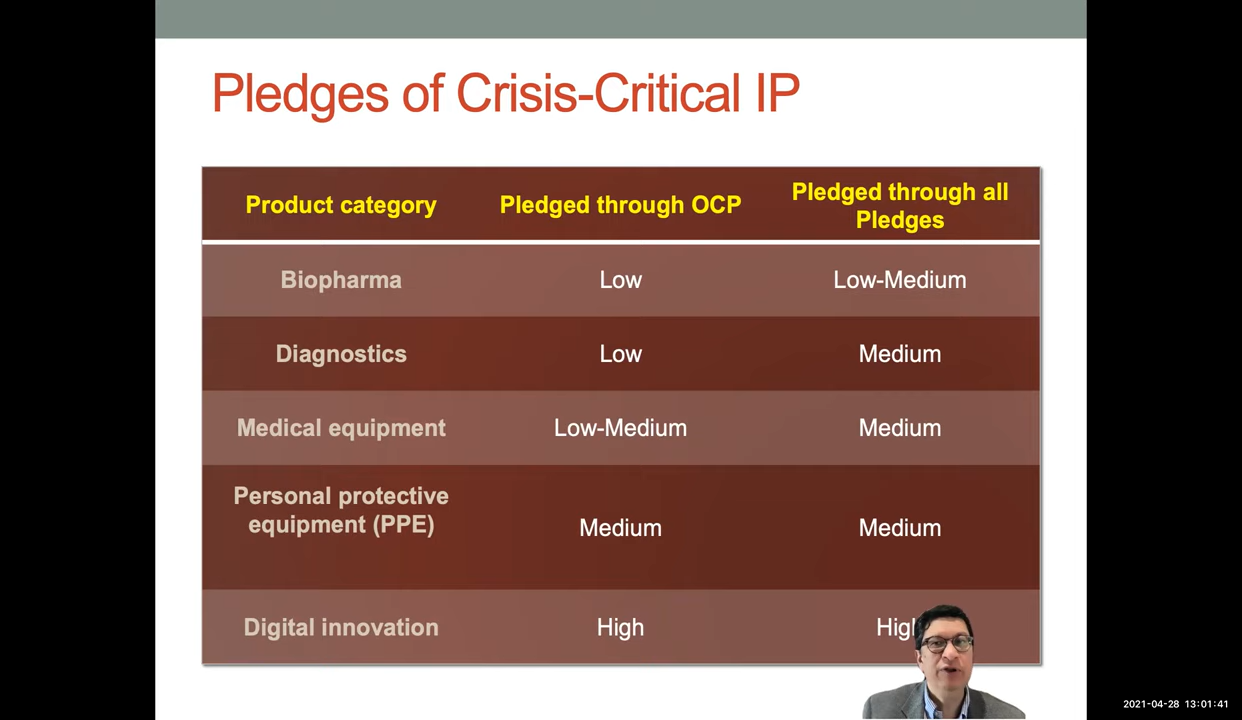 Pledges of Crisis-Critical IP
Product category
Pledged through OCP
Pledged through all
Pledges
Biopharma
Low
Low-Medium
Diagnostics
Low
Medium
Medical equipment
Low-Medium
Medium
Personal protective
equipment (PPE)
Medium
Medium
Digital innovation
High
2021-04-28 13:01:41